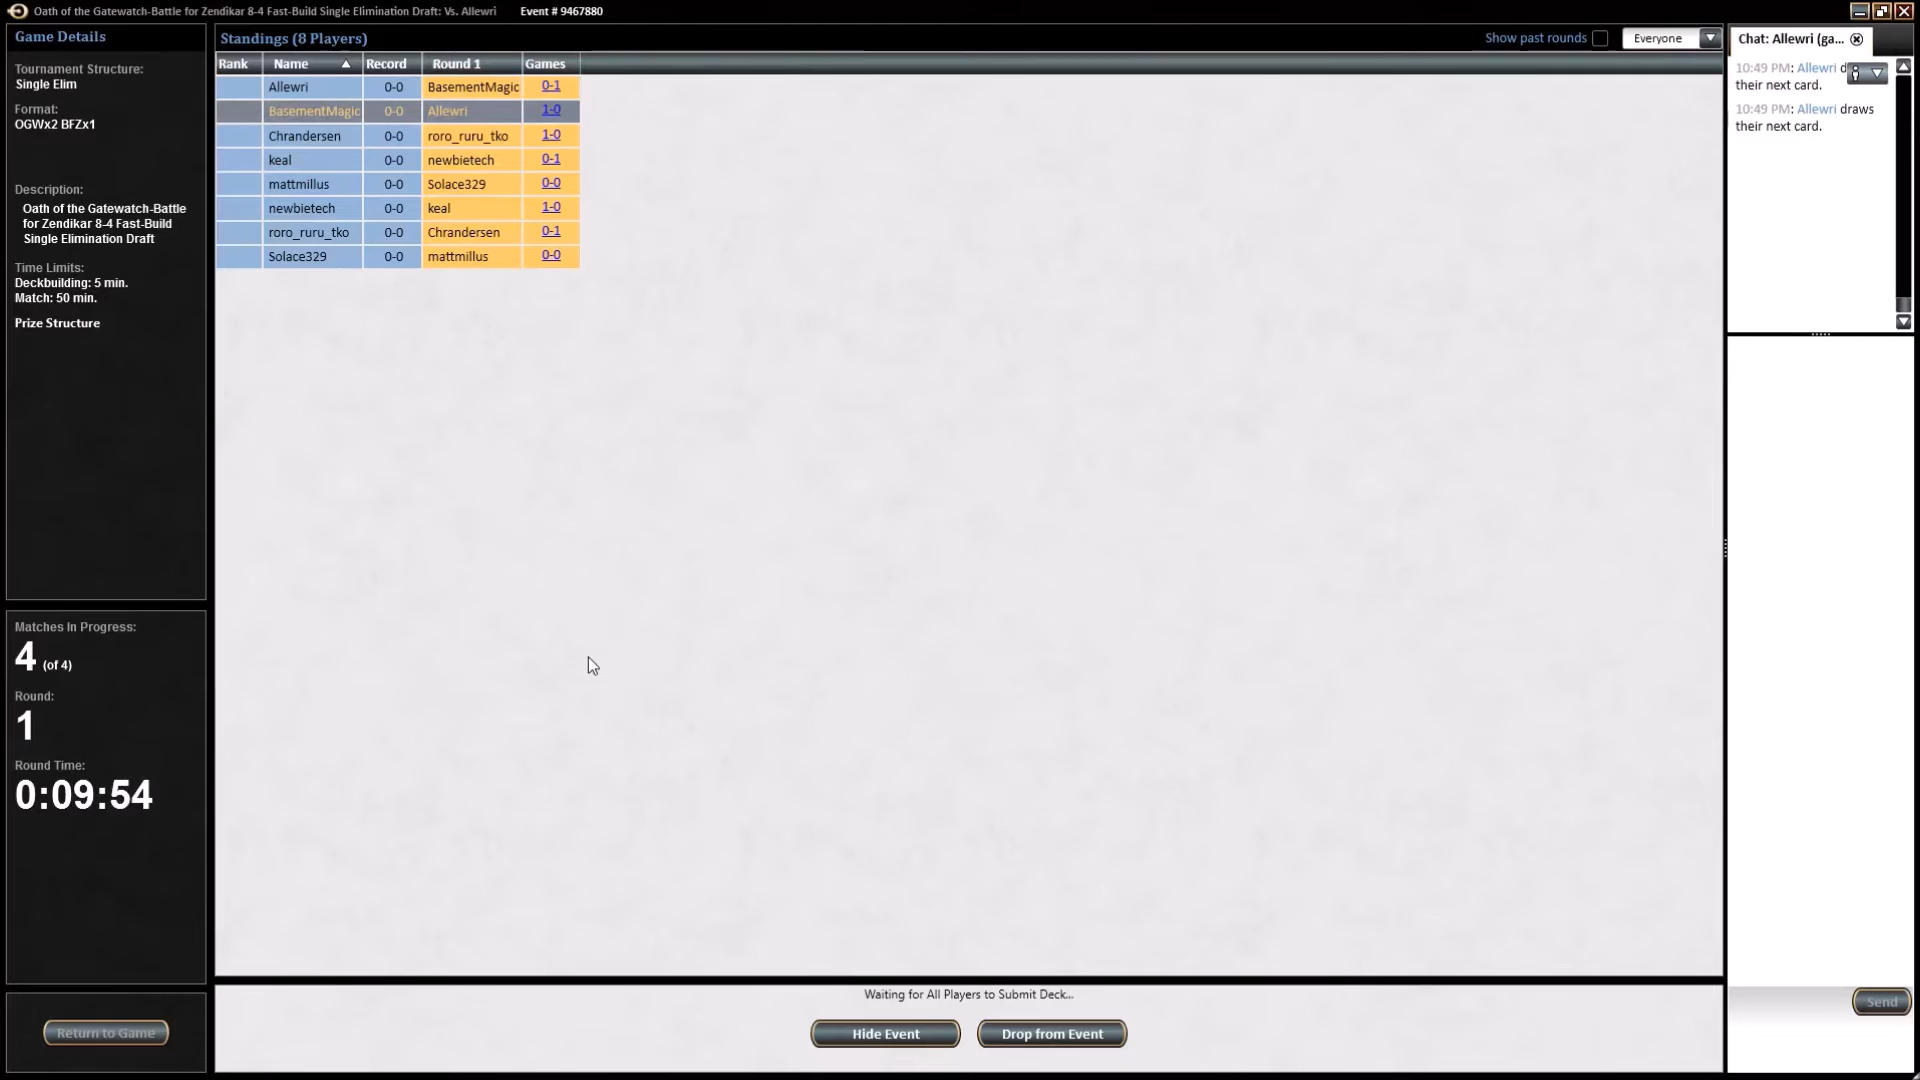 Oath of the Gatewatch-Battle for Zendikar 8-4 Fast-Build Single Elimination Draft: Vs. Allewri Event # 9467880
Game Details
Tournament Structure:
Single Elim
Format:
OGWx2 BFZx1
Description:
Oath of the Gatewatch-Battle
for Zendikar 8-4 Fast-Build
Single Elimination Draft
Time Limits:
Deckbuilding: 5 min.
Match: 50 min.
Prize Structure
Matches In Progress:
4 (of 4)
Round:
1
Round Time:
0:09:54
Return to Game
Standings (8 Players) Show past rounds Everyone
Rank Name Record Round 1 Games
Allewri 0-0 BasementMagic 0-1
BasementMagic 0-0 Allewri 1-0
Chrandersen 0-0 roro_ruru_tko 1-0
keal 0-0 newbietech 0-1
mattmillus 0-0 Solace329 0-0
newbietech 0-0 keal 1-0
roro_ruru_tko 0-0 Chrandersen 0-1
Solace329 0-0 mattmillus 0-0
Waiting for All Players to Submit Deck...
Hide Event Drop from Event
Chat: Allewri (ga...
10:49 PM: Allewri d
their next card.
10:49 PM: Allewri draws
their next card.
Send